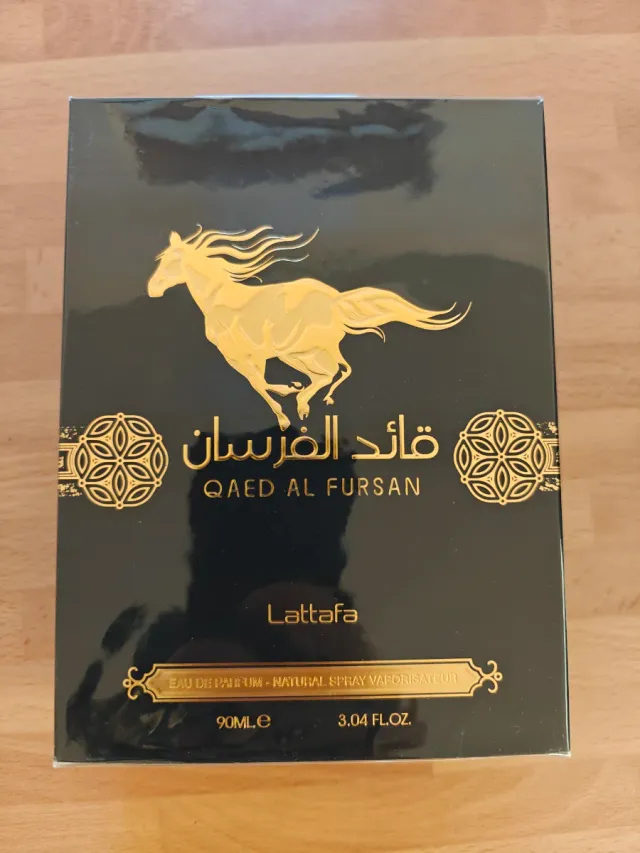 قائد الفرسان
QAED AL FURSAN
Lattafa
EAU DE PARFUM - NATURAL SPRAY VAPORISATEUR
90ML.e 3.04 FL.OZ.